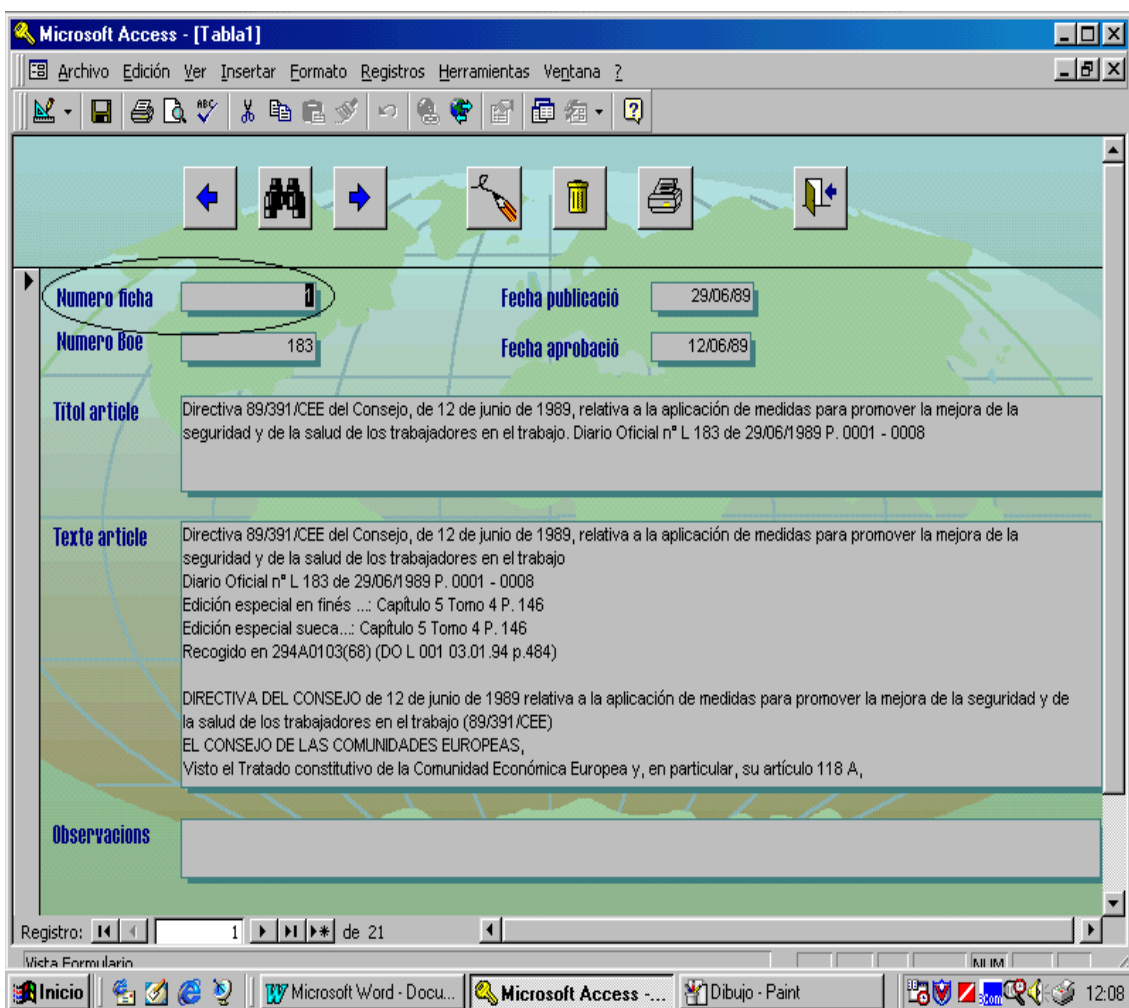 Microsoft Access - [Tabla1]
Archivo Edición Ver Insertar Formato Registros Herramientas Ventana ?
ABC
Numero ficha 1 Fecha publicació 29/06/89
Numero Boe 183 Fecha aprobació 12/06/89
Títol article
Directiva 89/391/CEE del Consejo, de 12 de junio de 1989, relativa a la aplicación de medidas para promover la mejora de la
seguridad y de la salud de los trabajadores en el trabajo. Diario Oficial nº L 183 de 29/06/1989 P. 0001 - 0008
Texte article
Directiva 89/391/CEE del Consejo, de 12 de junio de 1989, relativa a la aplicación de medidas para promover la mejora de la
seguridad y de la salud de los trabajadores en el trabajo
Diario Oficial nº L 183 de 29/06/1989 P. 0001 - 0008
Edición especial en finés ...: Capítulo 5 Tomo 4 P. 146
Edición especial sueca...: Capítulo 5 Tomo 4 P. 146
Recogido en 294A0103(68) (DO L 001 03.01.94 p.484)
DIRECTIVA DEL CONSEJO de 12 de junio de 1989 relativa a la aplicación de medidas para promover la mejora de la seguridad y de
la salud de los trabajadores en el trabajo (89/391/CEE)
EL CONSEJO DE LAS COMUNIDADES EUROPEAS,
Visto el Tratado constitutivo de la Comunidad Económica Europea y, en particular, su artículo 118 A,
Observacions
Registro: 1 de 21
Vista Formulario NUM
Inicio Microsoft Word - Docu... Microsoft Access -... Dibujo - Paint .com 12:08